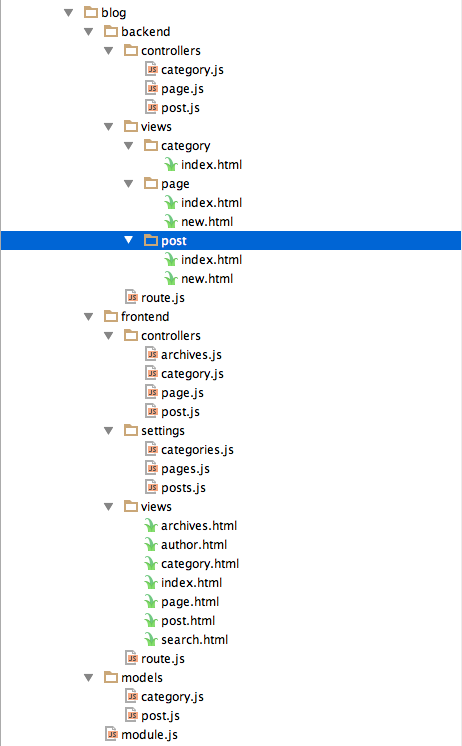 blog
backend
controllers
category.js
page.js
post.js
views
category
index.html
page
index.html
new.html
post
index.html
new.html
route.js
frontend
controllers
archives.js
category.js
page.js
post.js
settings
categories.js
pages.js
posts.js
views
archives.html
author.html
category.html
index.html
page.html
post.html
search.html
route.js
models
category.js
post.js
module.js